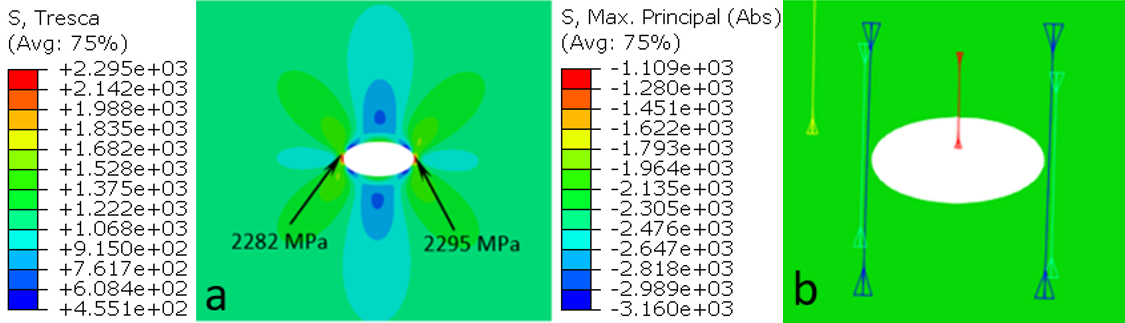 S, Tresca
(Avg: 75%)
+2.295e+03
+2.142e+03
+1.988e+03
+1.835e+03
+1.682e+03
+1.528e+03
+1.375e+03
+1.222e+03
+1.068e+03
+9.150e+02
+7.617e+02
+6.084e+02
+4.551e+02
2282 MPa
2295 MPa
a
S, Max. Principal (Abs)
(Avg: 75%)
-1.109e+03
-1.280e+03
-1.451e+03
-1.622e+03
-1.793e+03
-1.964e+03
-2.135e+03
-2.305e+03
-2.476e+03
-2.647e+03
-2.818e+03
-2.989e+03
-3.160e+03
b